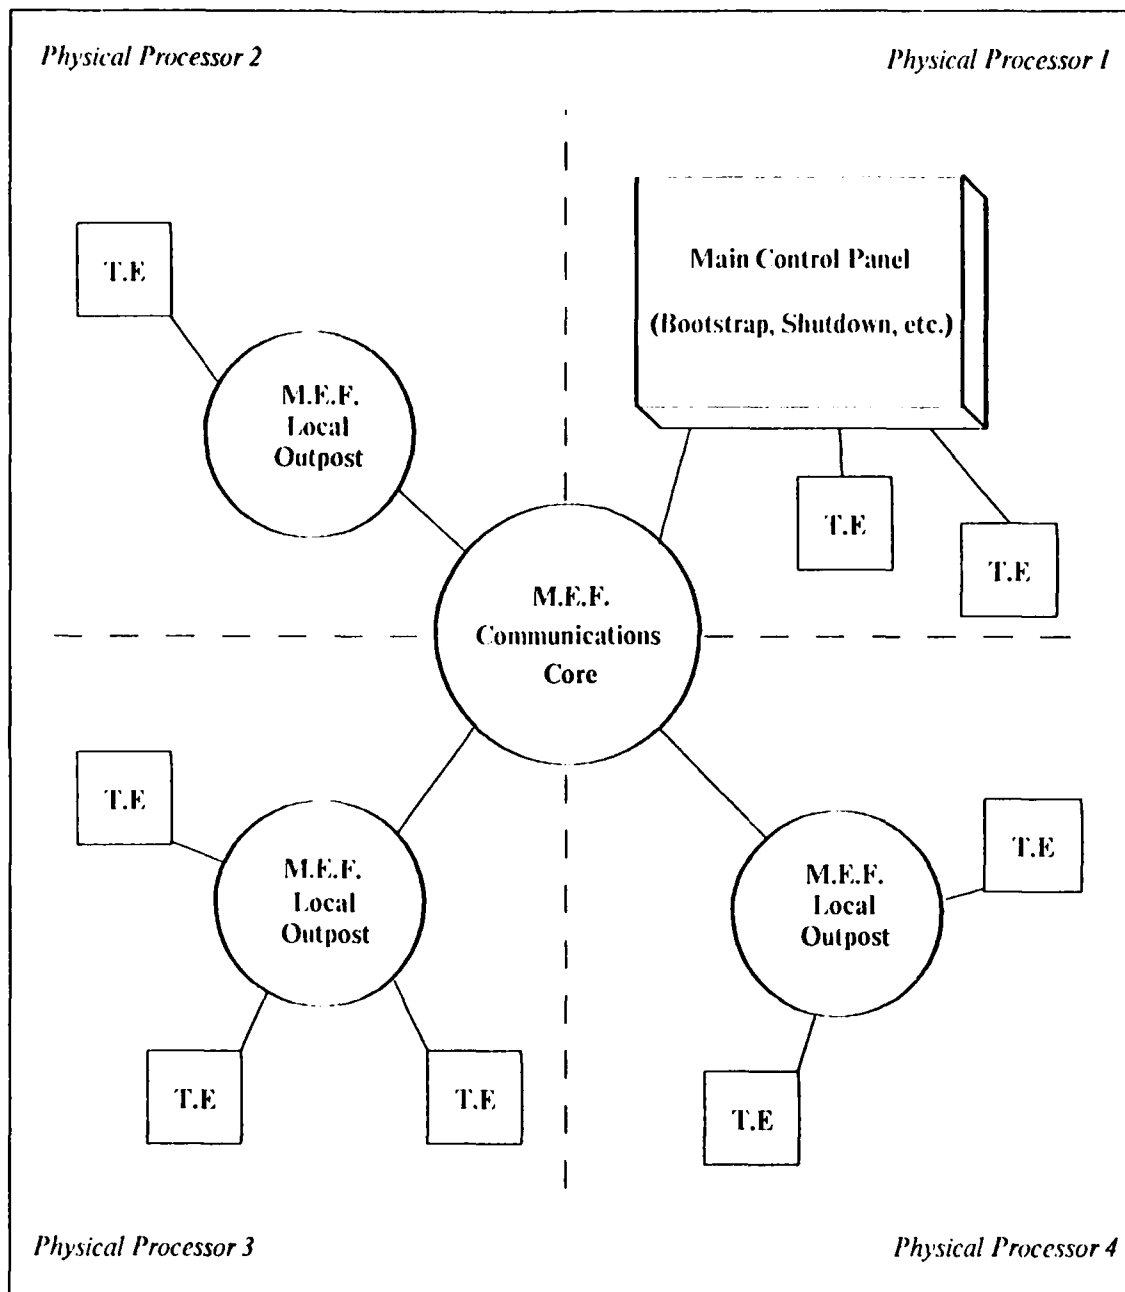 Physical Processor 2
Physical Processor 1
Main Control Panel
(Bootstrap, Shutdown, etc.)
T.E
M.E.F.
Local
Outpost
T.E
T.E
M.E.F.
Communications
Core
T.E
M.E.F.
Local
Outpost
M.E.F.
Local
Outpost
T.E
T.E
T.E
T.E
Physical Processor 3
Physical Processor 4